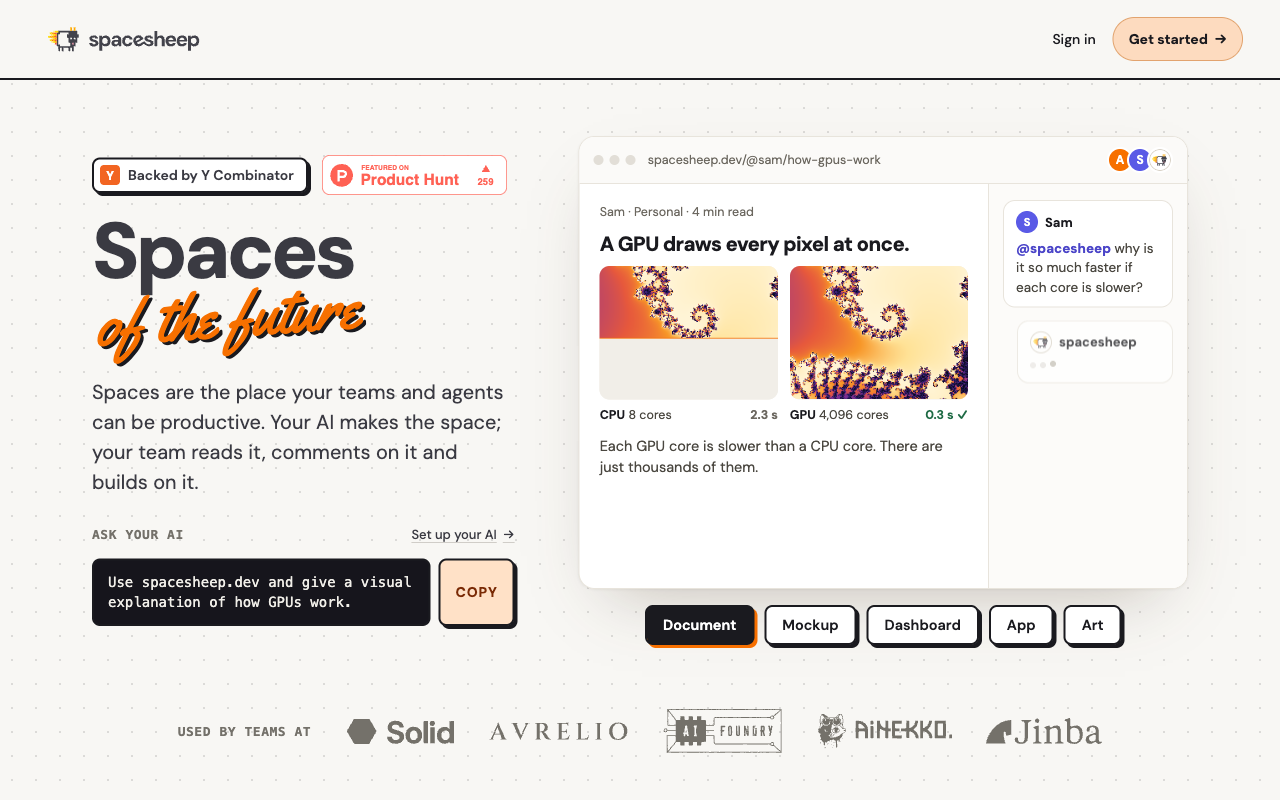 spacesheep
Sign in
Get started →
Y Backed by Y Combinator
P FEATURED ON
Product Hunt
▲
259
Spaces
of the future
Spaces are the place your teams and agents
can be productive. Your AI makes the space;
your team reads it, comments on it and
builds on it.
ASK YOUR AI
Set up your AI →
Use spacesheep.dev and give a visual
explanation of how GPUs work.
COPY
spacesheep.dev/@sam/how-gpus-work
A S
Sam · Personal · 4 min read
A GPU draws every pixel at once.
CPU 8 cores 2.3 s
GPU 4,096 cores 0.3 s ✓
Each GPU core is slower than a CPU core. There are
just thousands of them.
S Sam
@spacesheep why is
it so much faster if
each core is slower?
spacesheep
Document
Mockup
Dashboard
App
Art
USED BY TEAMS AT
Solid
AVRELIO
AI FOUNDRY
AiNEKKO.
Jinba